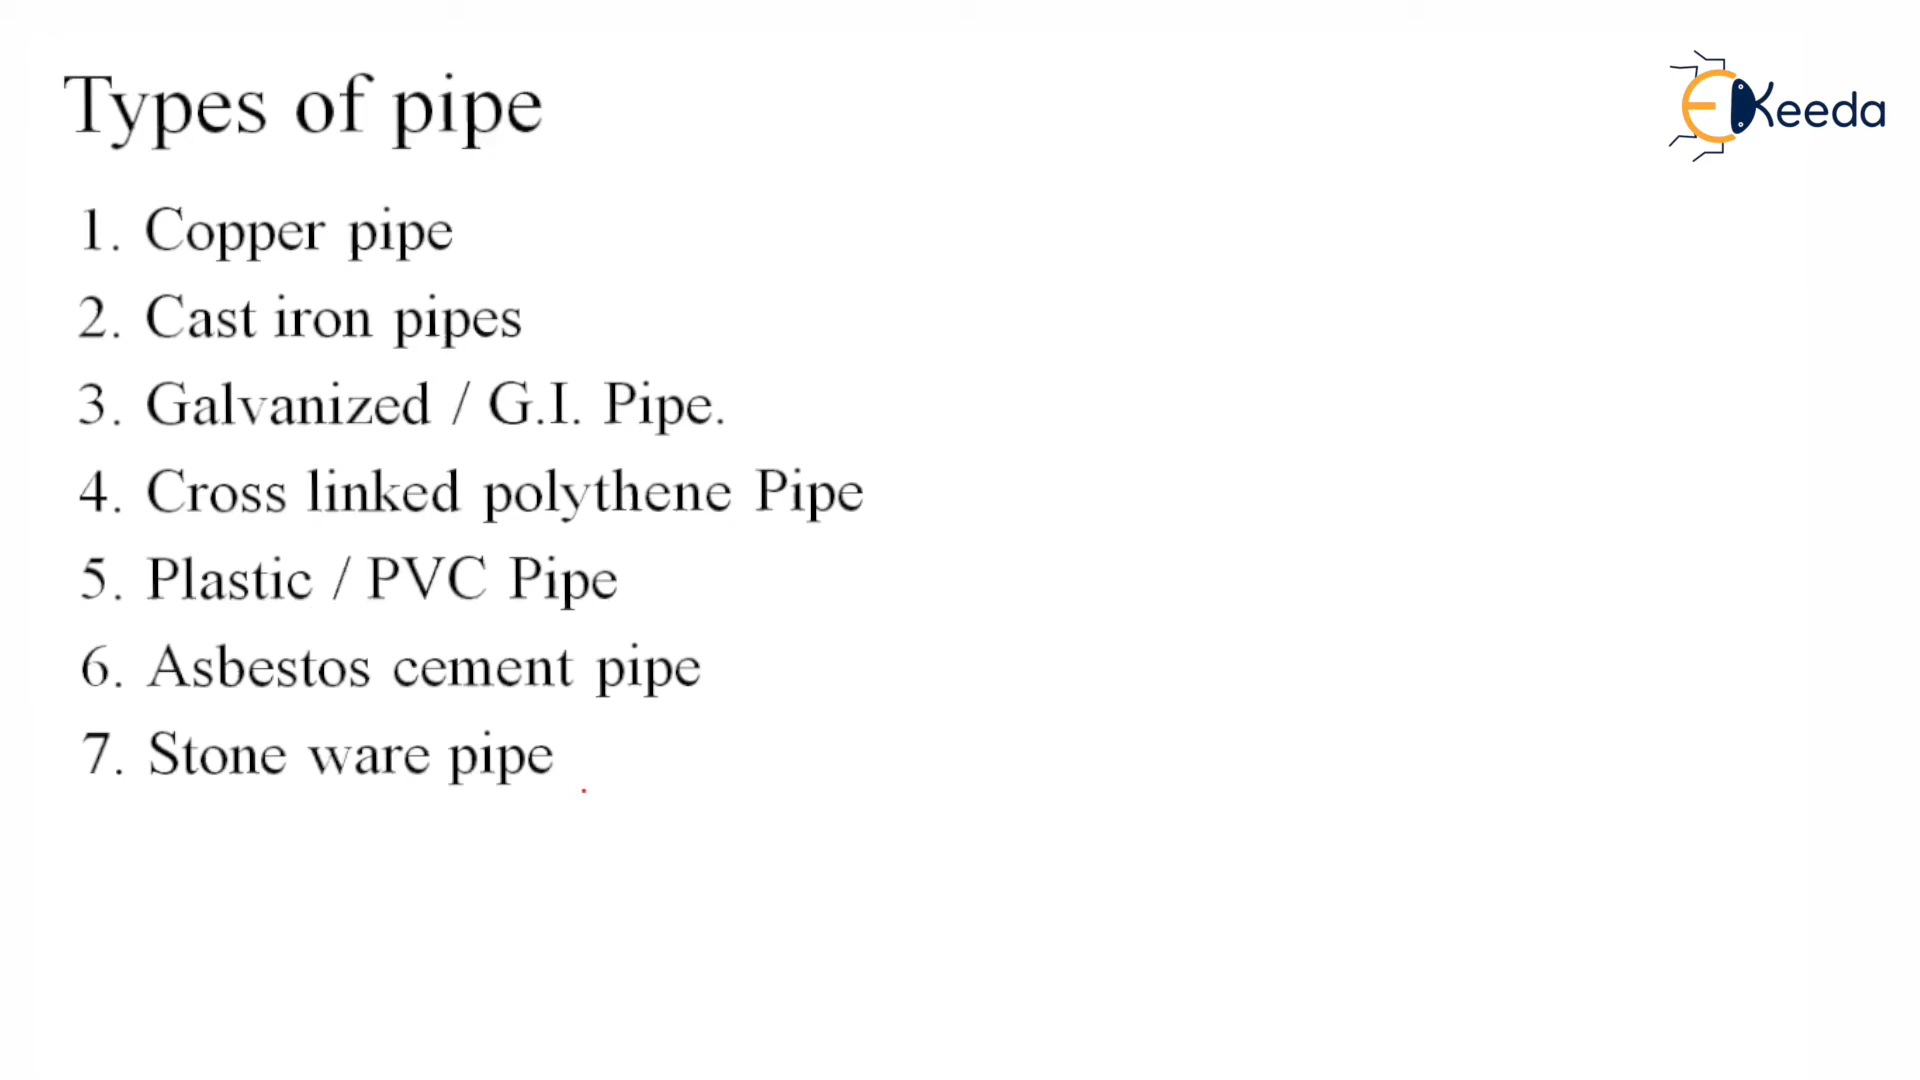 Types of pipe
EKeeda
1. Copper pipe
2. Cast iron pipes
3. Galvanized / G.I. Pipe.
4. Cross linked polythene Pipe
5. Plastic / PVC Pipe
6. Asbestos cement pipe
7. Stone ware pipe